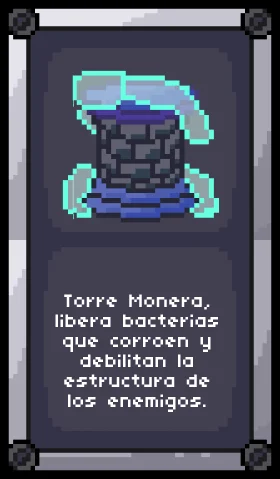 Torre Monera,
libera bacterias
que corroen y
debilitan la
estructura de
los enemigos.